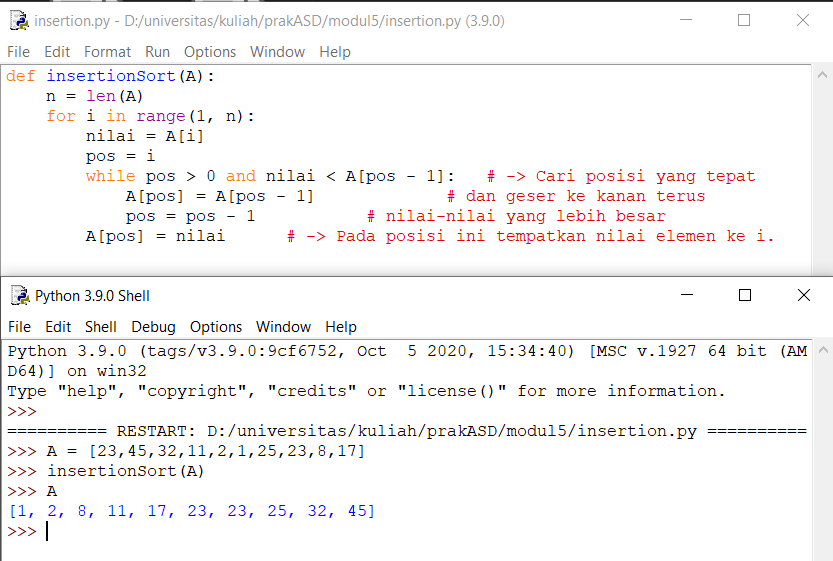 insertion.py - D:/universitas/kuliah/prakASD/modul5/insertion.py (3.9.0)
File Edit Format Run Options Window Help
def insertionSort(A):
    n = len(A)
    for i in range(1, n):
        nilai = A[i]
        pos = i
        while pos > 0 and nilai < A[pos - 1]:   # -> Cari posisi yang tepat
            A[pos] = A[pos - 1]             # dan geser ke kanan terus
            pos = pos - 1           # nilai-nilai yang lebih besar
        A[pos] = nilai      # -> Pada posisi ini tempatkan nilai elemen ke i.
Python 3.9.0 Shell
File Edit Shell Debug Options Window Help
Python 3.9.0 (tags/v3.9.0:9cf6752, Oct  5 2020, 15:34:40) [MSC v.1927 64 bit (AM
D64)] on win32
Type "help", "copyright", "credits" or "license()" for more information.
>>>
========== RESTART: D:/universitas/kuliah/prakASD/modul5/insertion.py ==========
>>> A = [23,45,32,11,2,1,25,23,8,17]
>>> insertionSort(A)
>>> A
[1, 2, 8, 11, 17, 23, 23, 25, 32, 45]
>>>